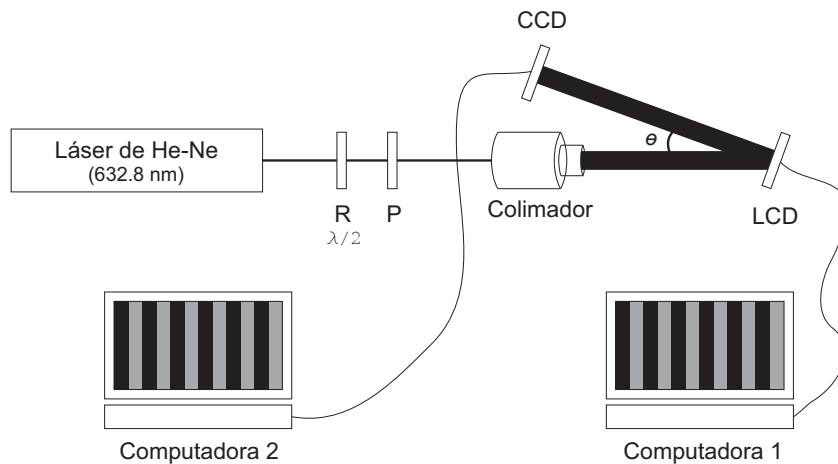 CCD
Láser de He-Ne
(632.8 nm)
θ
R
P
λ/2
Colimador
LCD
Computadora 2
Computadora 1